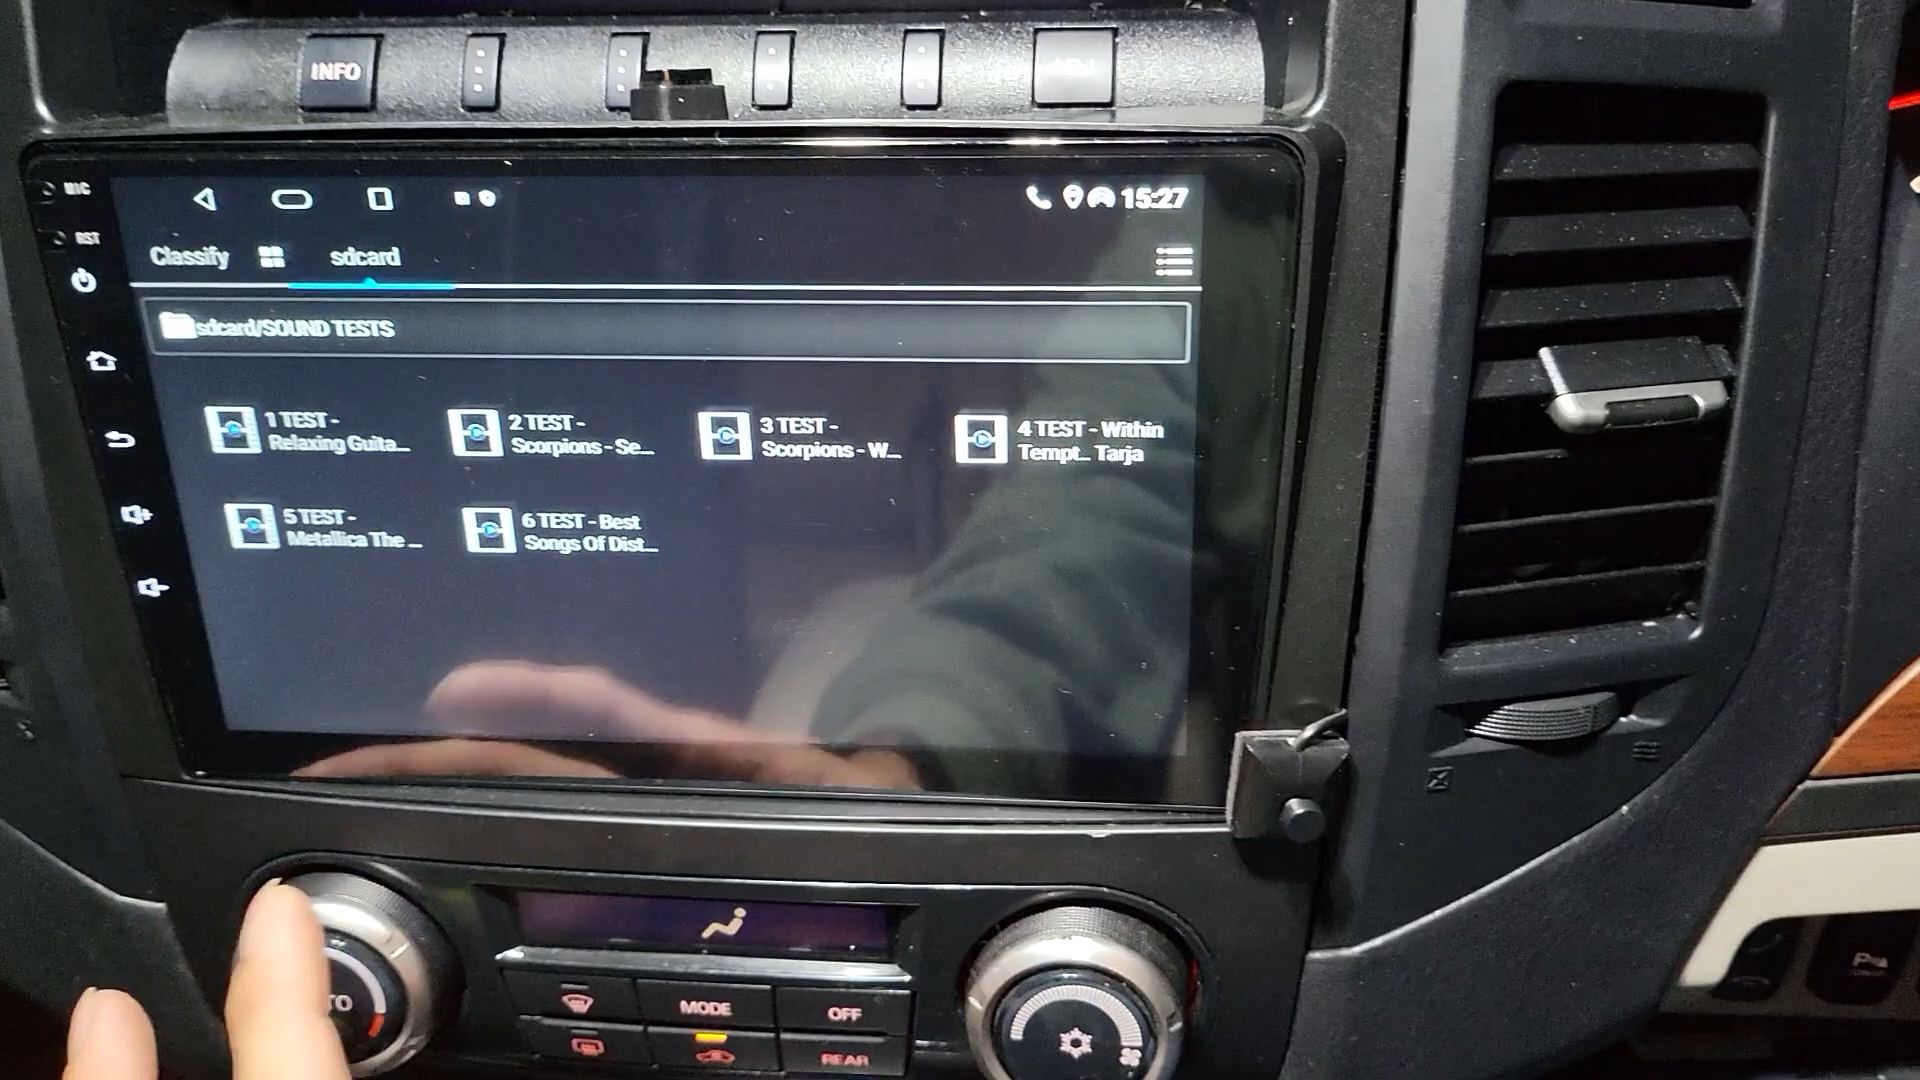 INFO
MIC
RST
15:27
Classify
sdcard
sdcard/SOUND TESTS
1 TEST -
Relaxing Guita...
2 TEST -
Scorpions - Se...
3 TEST -
Scorpions - W...
4 TEST - Within
Tempt... Tarja
5 TEST -
Metallica The ...
6 TEST - Best
Songs Of Dist...
TO
MODE
OFF
REAR